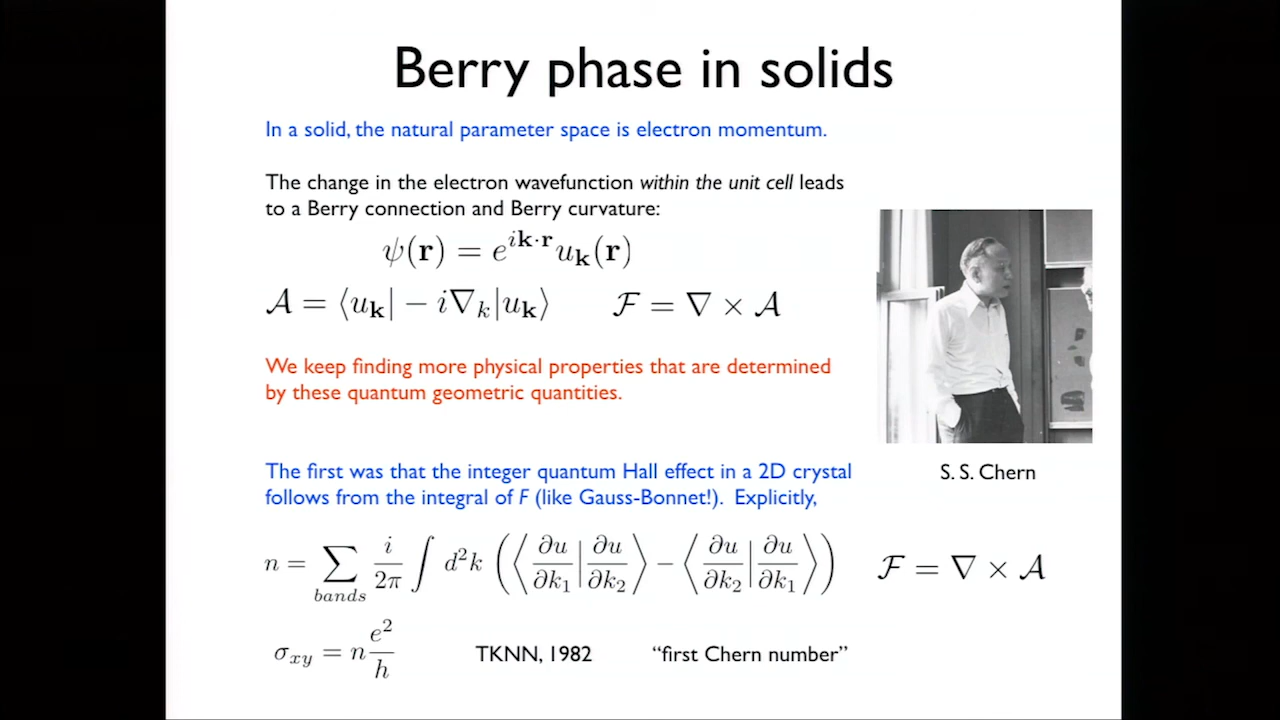 Berry phase in solids
In a solid, the natural parameter space is electron momentum.
The change in the electron wavefunction within the unit cell leads
to a Berry connection and Berry curvature:
ψ(𝐫) = e^{i𝐤·𝐫} u_𝐤(𝐫)
𝒜 = ⟨u_𝐤| − i∇_k |u_𝐤⟩  ℱ = ∇ × 𝒜
We keep finding more physical properties that are determined
by these quantum geometric quantities.
S. S. Chern
The first was that the integer quantum Hall effect in a 2D crystal
follows from the integral of F (like Gauss-Bonnet!). Explicitly,
n = ∑_{bands} i/2π ∫ d²k (⟨∂u/∂k₁|∂u/∂k₂⟩ − ⟨∂u/∂k₂|∂u/∂k₁⟩)  ℱ = ∇ × 𝒜
σ_{xy} = n e²/h  TKNN, 1982  “first Chern number”